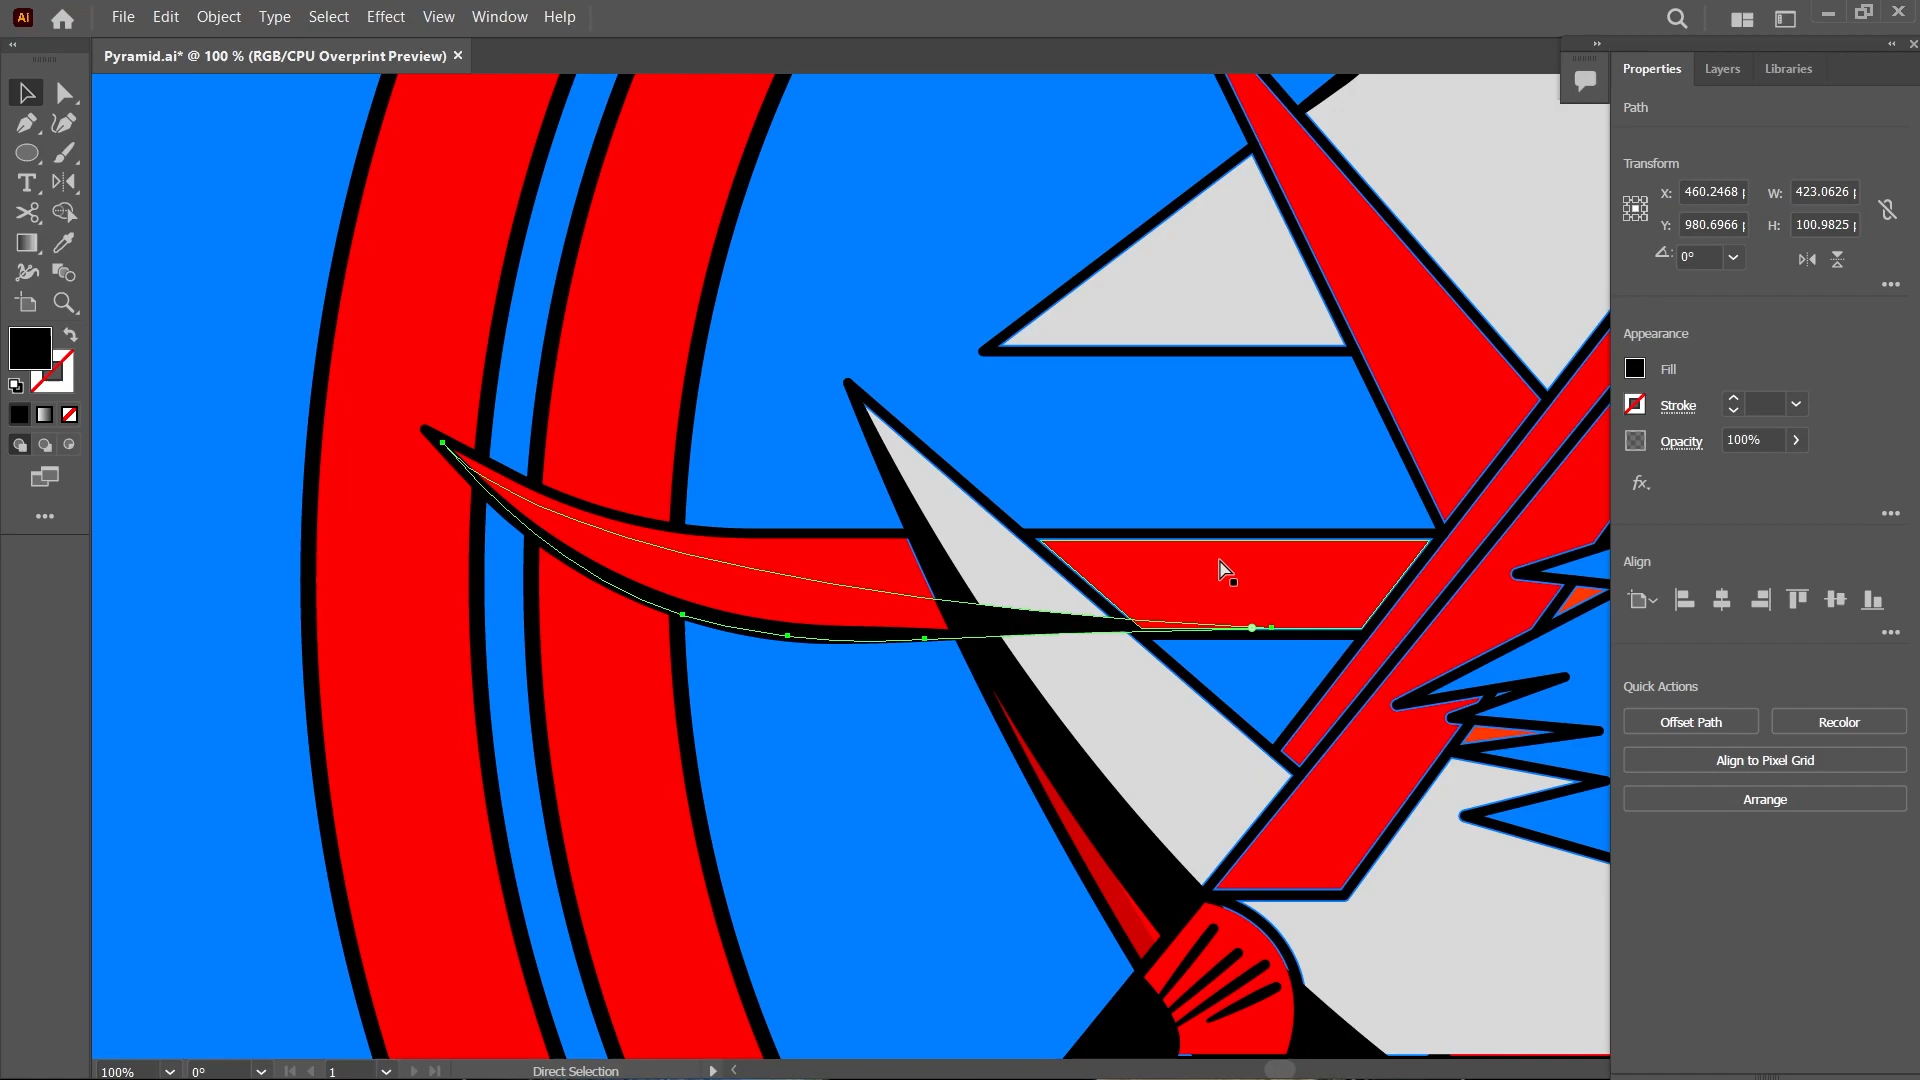 Ai File Edit Object Type Select Effect View Window Help
Pyramid.ai* @ 100 % (RGB/CPU Overprint Preview) ×
Properties Layers Libraries
Path
Transform
X: 460.2468 W: 423.0626
Y: 980.6966 H: 100.9825
0°
Appearance
Fill
Stroke
Opacity 100%
fx.
Align
Quick Actions
Offset Path Recolor
Align to Pixel Grid
Arrange
100% 0° 1 Direct Selection